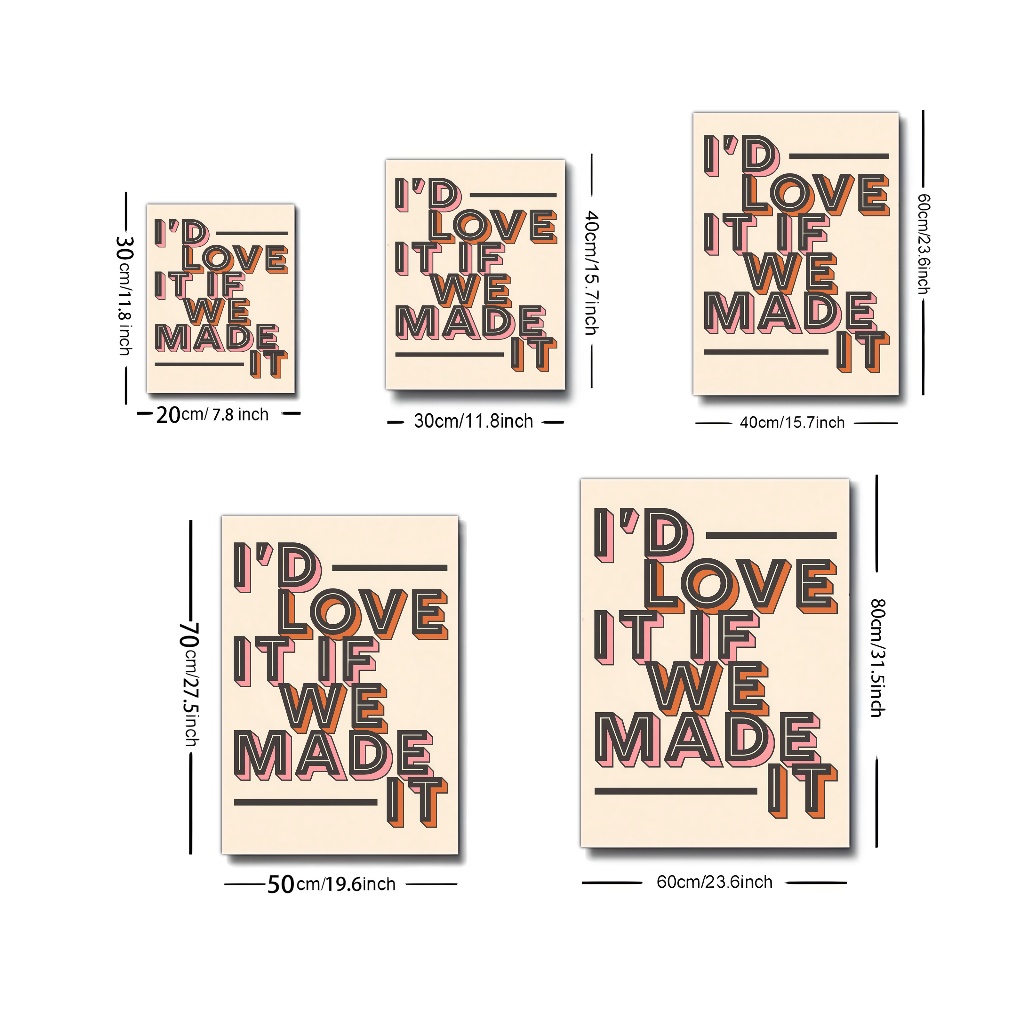 I'D
LOVE
IT IF
WE
MADE
IT
30cm/11.8 inch
20cm/ 7.8 inch
I'D
LOVE
IT IF
WE
MADE
IT
40cm/15.7inch
30cm/11.8inch
I'D
LOVE
IT IF
WE
MADE
IT
60cm/23.6inch
40cm/15.7inch
I'D
LOVE
IT IF
WE
MADE
IT
70cm/27.5inch
50cm/19.6inch
I'D
LOVE
IT IF
WE
MADE
IT
80cm/31.5inch
60cm/23.6inch